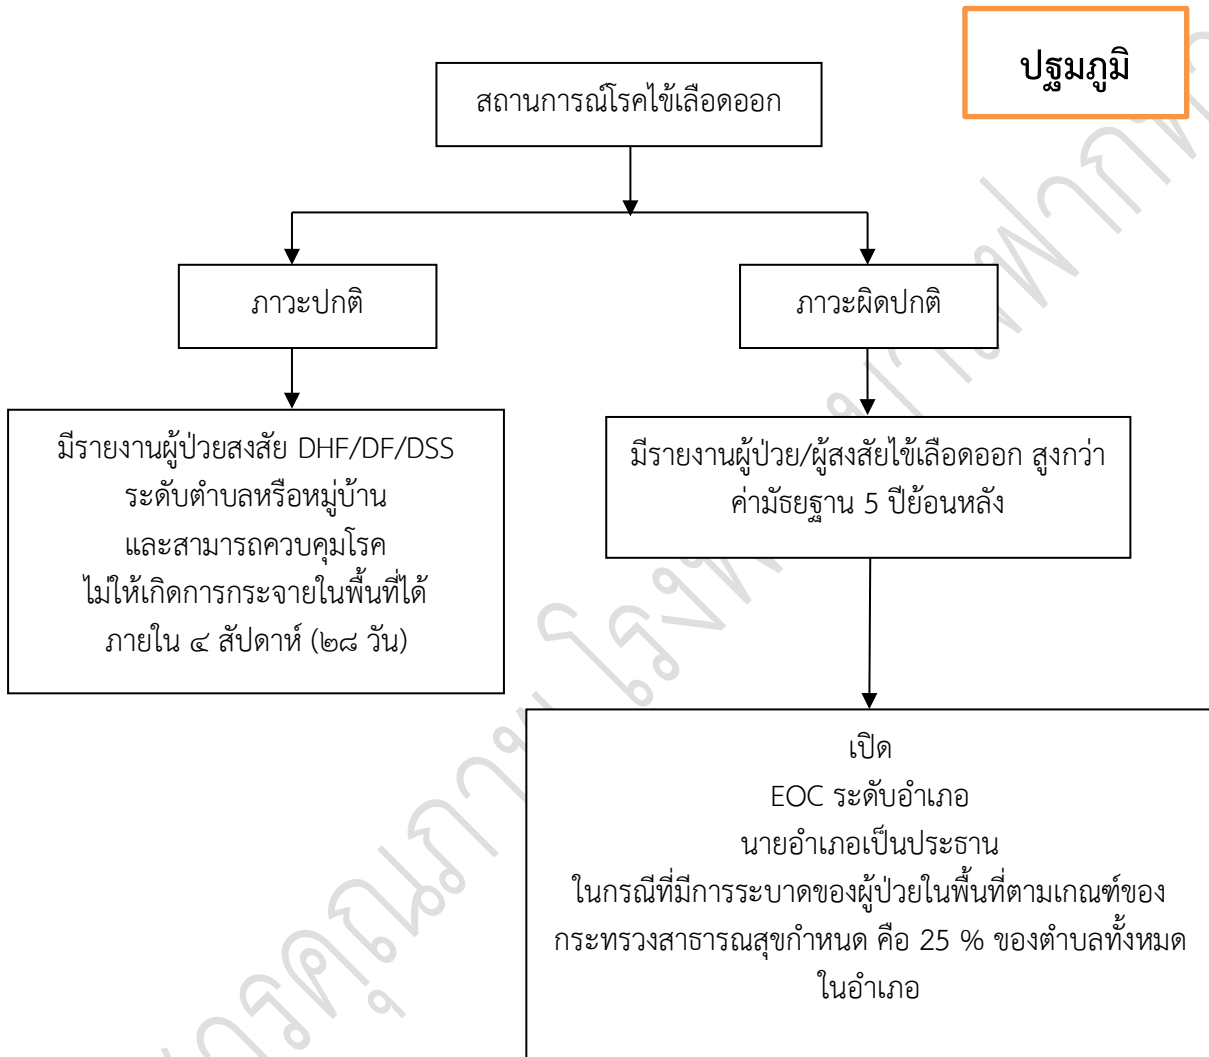 ปฐมภูมิ
สถานการณ์โรคไข้เลือดออก
ภาวะปกติ
ภาวะผิดปกติ
มีรายงานผู้ป่วยสงสัย DHF/DF/DSS
ระดับตำบลหรือหมู่บ้าน
และสามารถควบคุมโรค
ไม่ให้เกิดการกระจายในพื้นที่ได้
ภายใน ๔ สัปดาห์ (๒๘ วัน)
มีรายงานผู้ป่วย/ผู้สงสัยไข้เลือดออก สูงกว่า
ค่ามัธยฐาน 5 ปีย้อนหลัง
เปิด
EOC ระดับอำเภอ
นายอำเภอเป็นประธาน
ในกรณีที่มีการระบาดของผู้ป่วยในพื้นที่ตามเกณฑ์ของ
กระทรวงสาธารณสุขกำหนด คือ 25 % ของตำบลทั้งหมด
ในอำเภอ